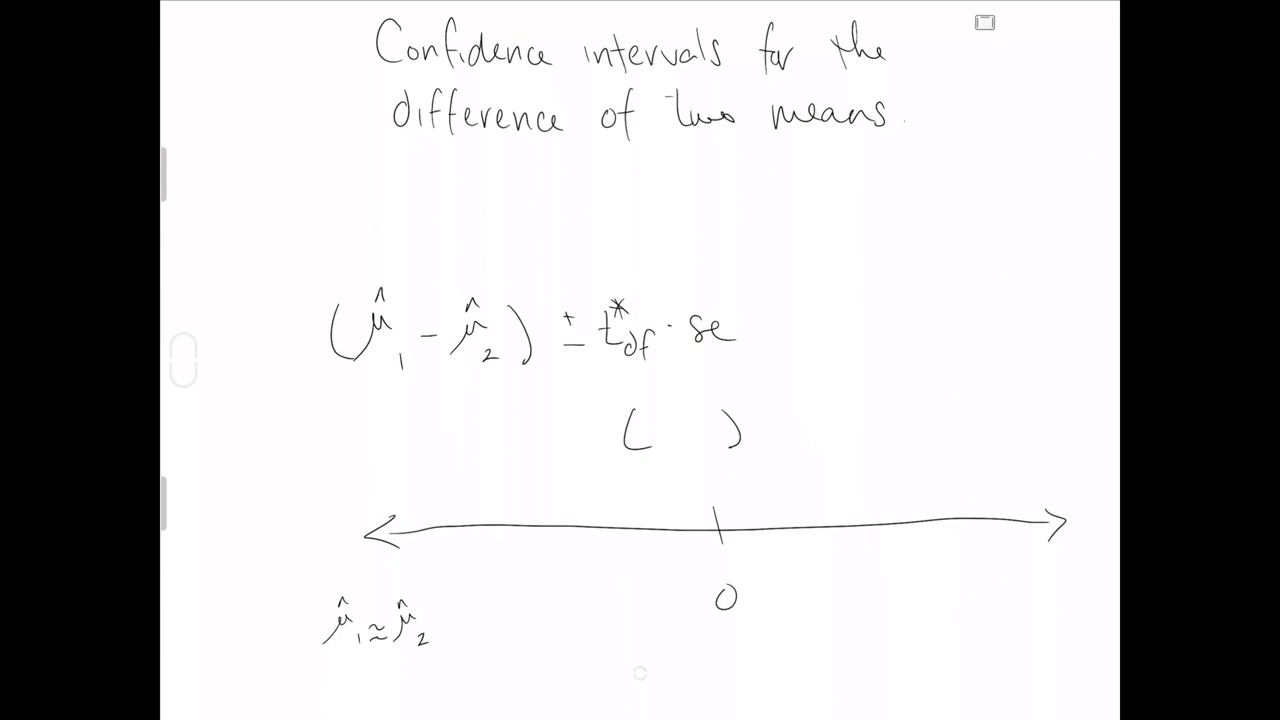 Confidence intervals for the
difference of two means.
(μ̂₁ - μ̂₂) ± t*df · se
( )
0
μ̂₁ ≈ μ̂₂